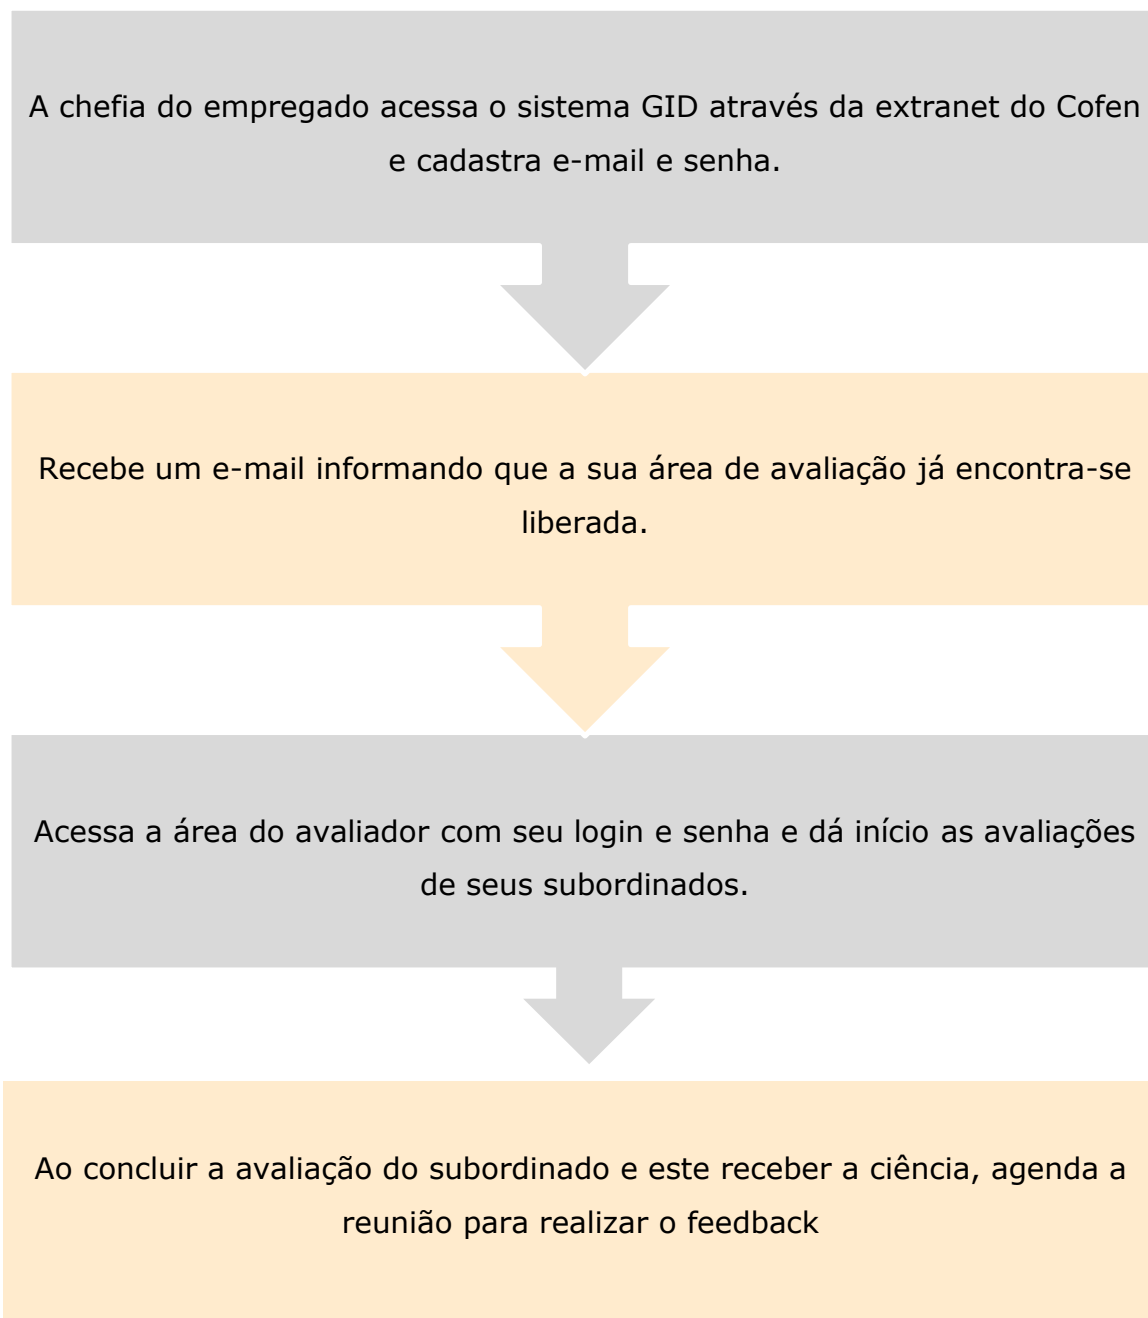 A chefia do empregado acessa o sistema GID através da extranet do Cofen
e cadastra e-mail e senha.
Recebe um e-mail informando que a sua área de avaliação já encontra-se
liberada.
Acessa a área do avaliador com seu login e senha e dá início as avaliações
de seus subordinados.
Ao concluir a avaliação do subordinado e este receber a ciência, agenda a
reunião para realizar o feedback